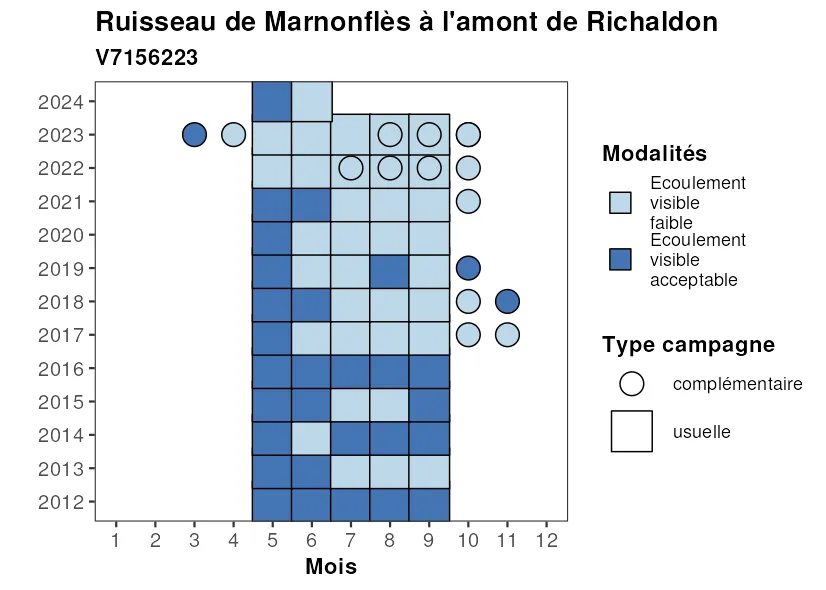 Ruisseau de Marnonflès à l'amont de Richaldon
V7156223
2024
2023
2022
2021
2020
2019
2018
2017
2016
2015
2014
2013
2012
1 2 3 4 5 6 7 8 9 10 11 12
Mois
Modalités
Ecoulement
visible
faible
Ecoulement
visible
acceptable
Type campagne
complémentaire
usuelle